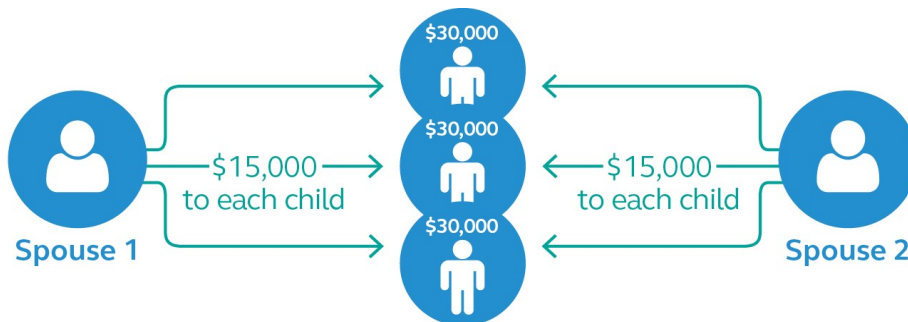 $30,000
$30,000
$15,000
to each child
$15,000
to each child
$30,000
Spouse 1
Spouse 2